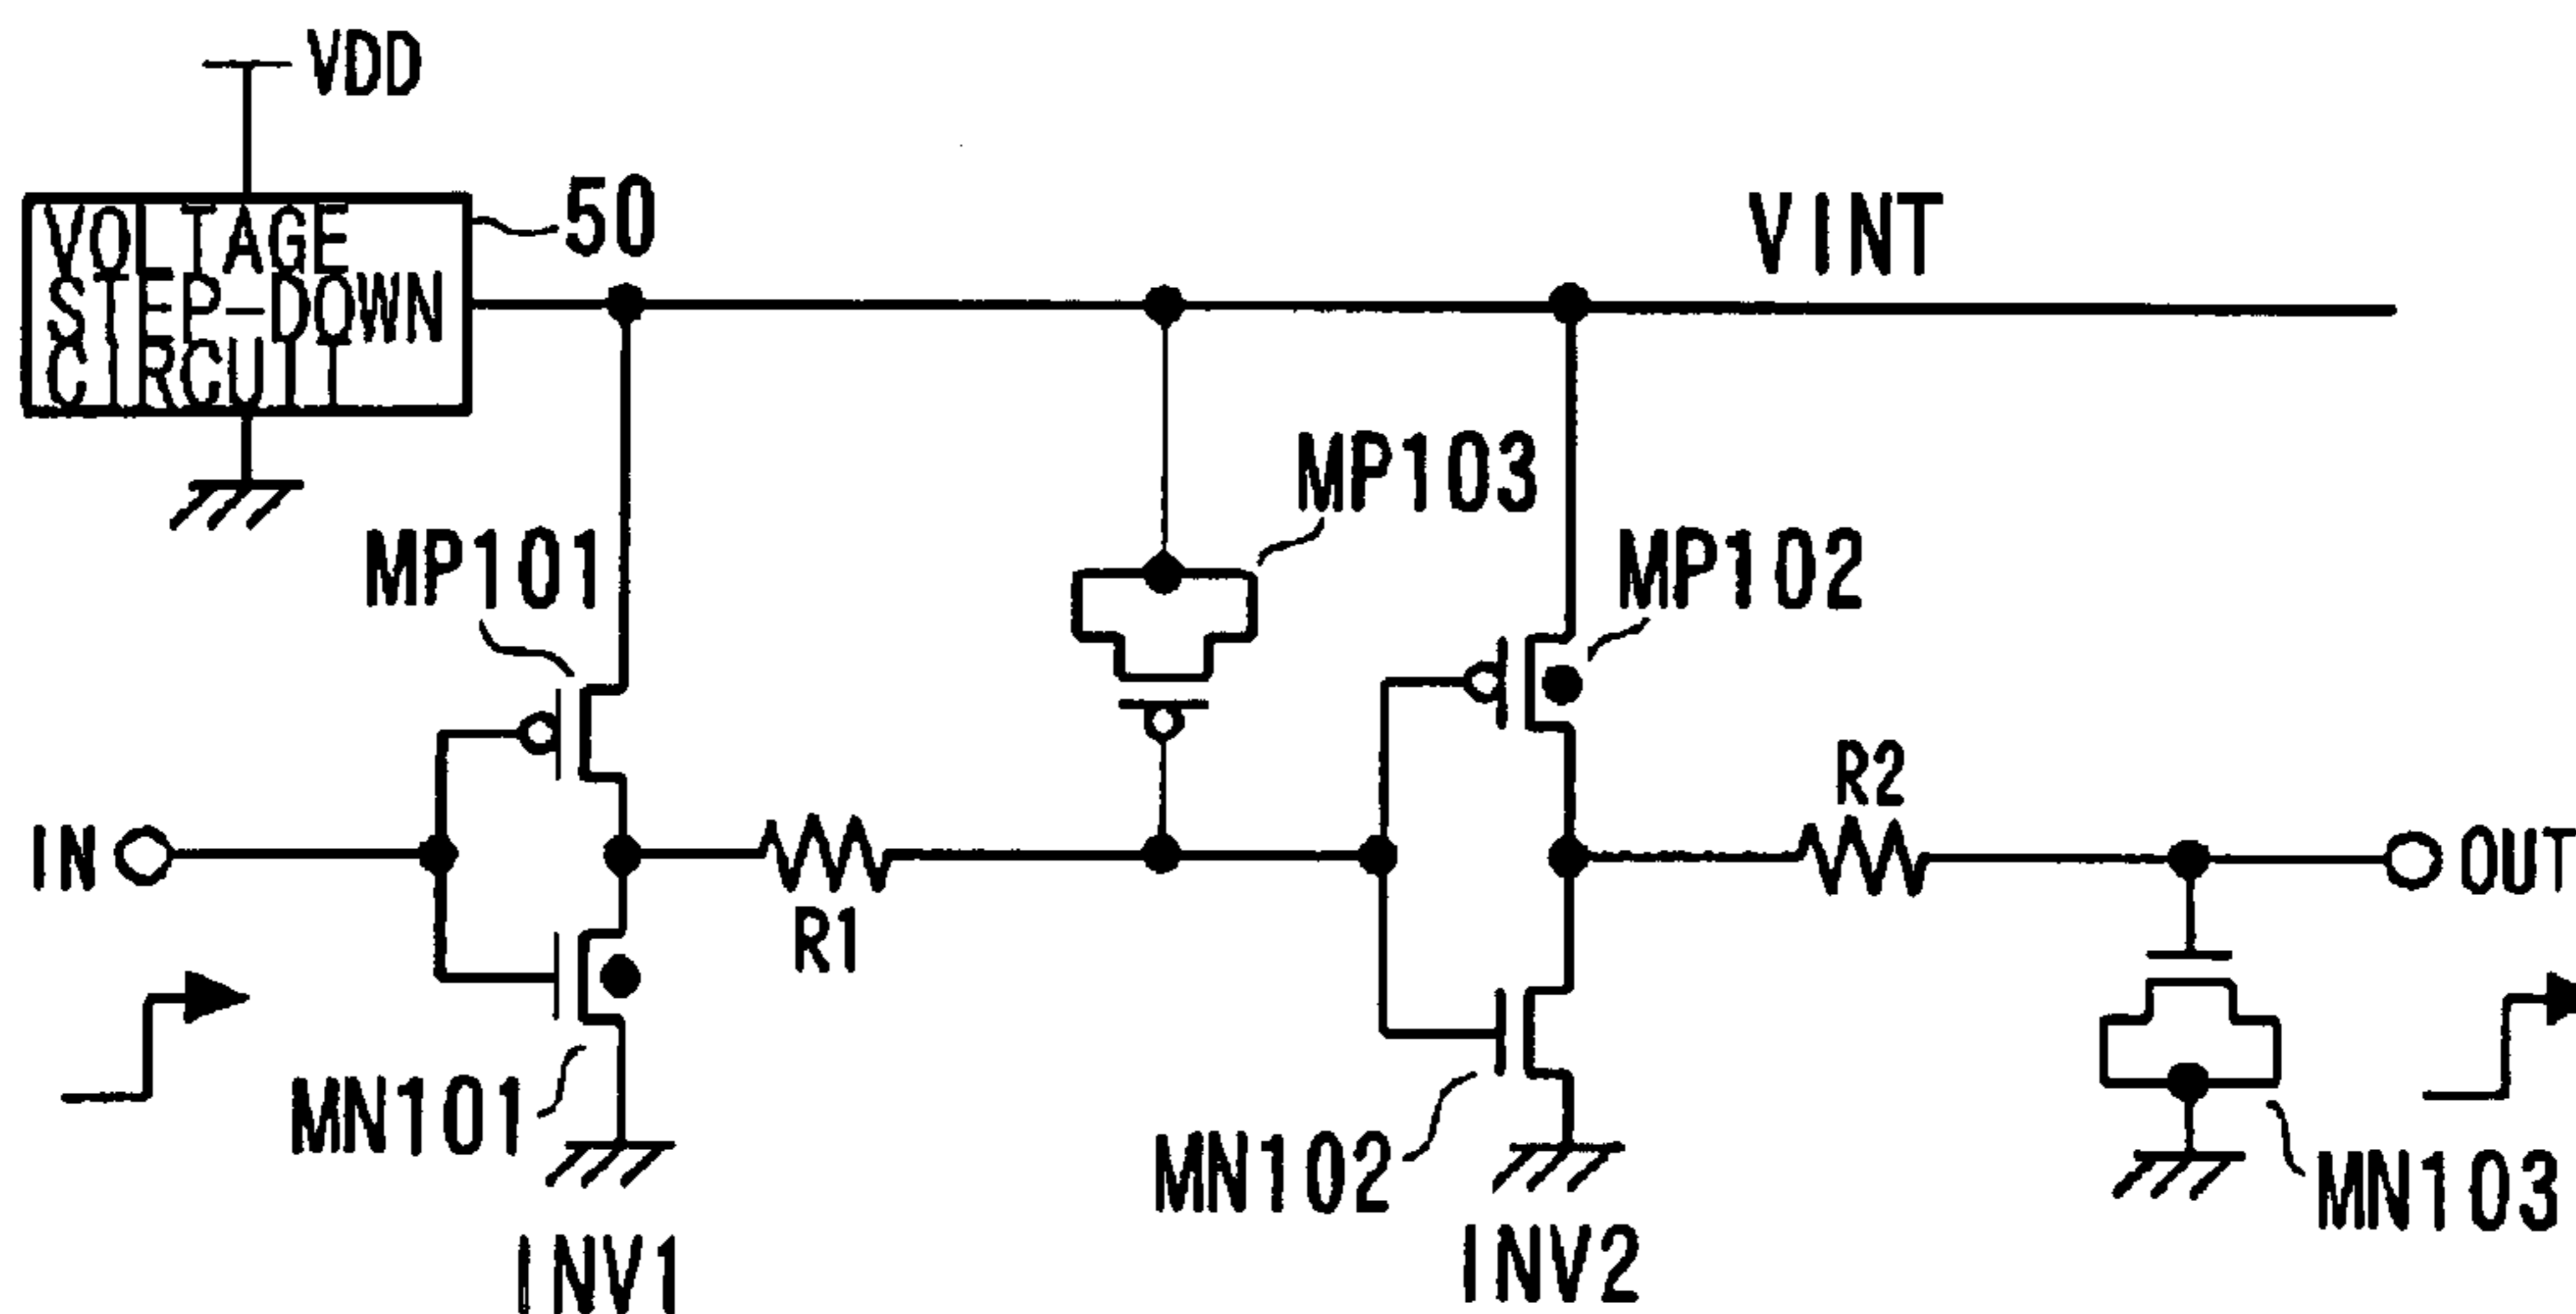 VDD
VOLTAGE
STEP-DOWN
CIRCUIT
50
VINT
MP103
MP101
MP102
R2
IN
OUT
R1
MN101
MN102
MN103
INV1
INV2